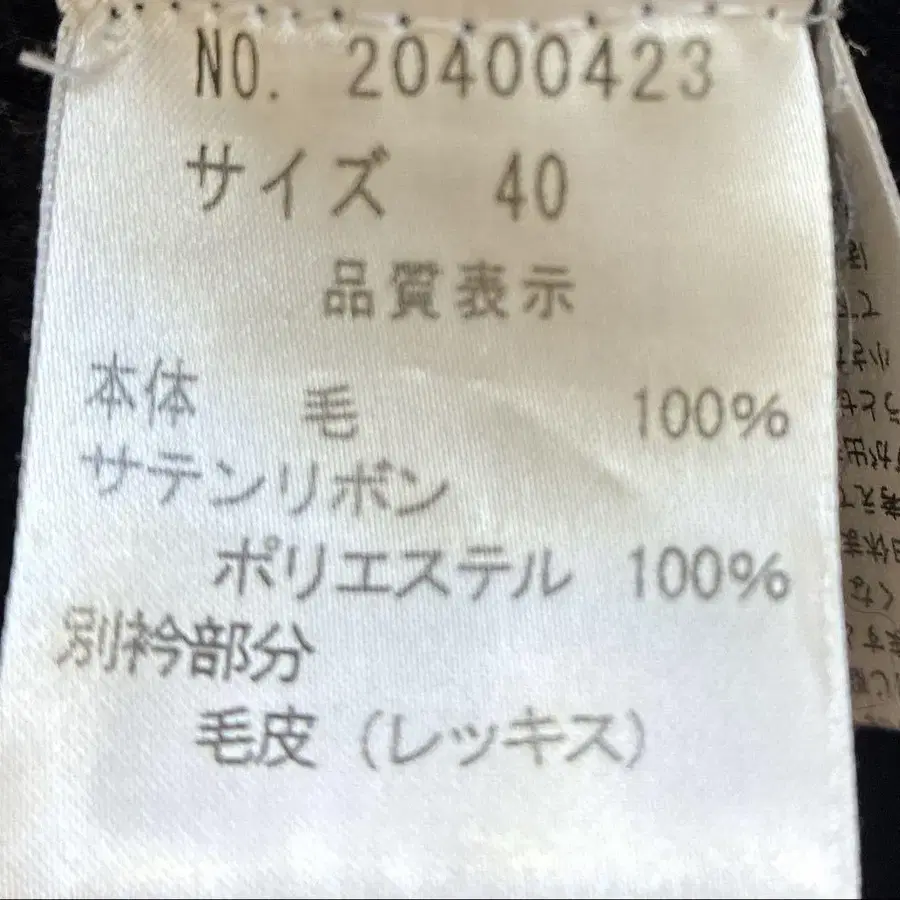 NO. 20400423
サイズ 40
品質表示
本体 毛 100%
サテンリボン
ポリエステル 100%
別衿部分
毛皮（レッキス）